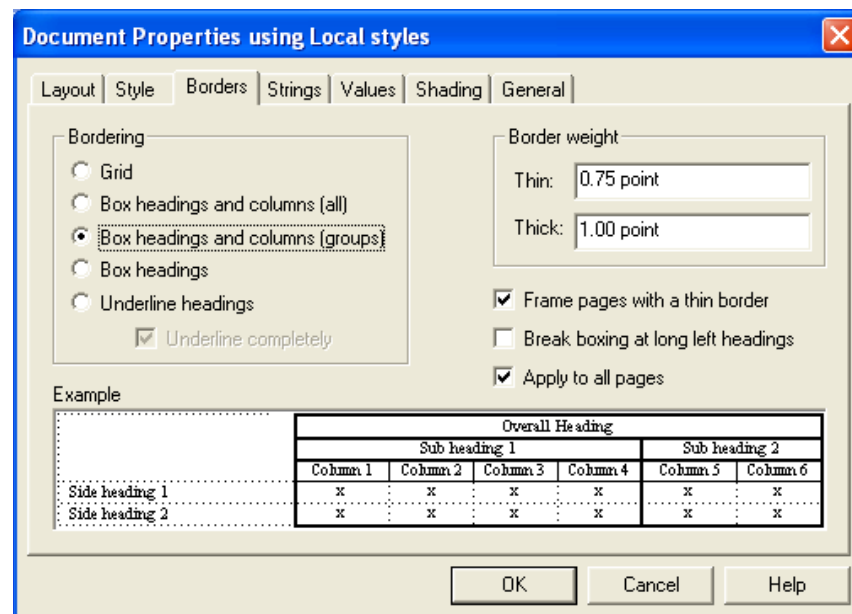 Document Properties using Local styles
Layout Style Borders Strings Values Shading General
Bordering
Grid
Box headings and columns (all)
Box headings and columns (groups)
Box headings
Underline headings
Underline completely
Border weight
Thin: 0.75 point
Thick: 1.00 point
Frame pages with a thin border
Break boxing at long left headings
Apply to all pages
Example
Overall Heading
Sub heading 1 Sub heading 2
Column 1 Column 2 Column 3 Column 4 Column 5 Column 6
Side heading 1 x x x x x x
Side heading 2 x x x x x x
OK Cancel Help